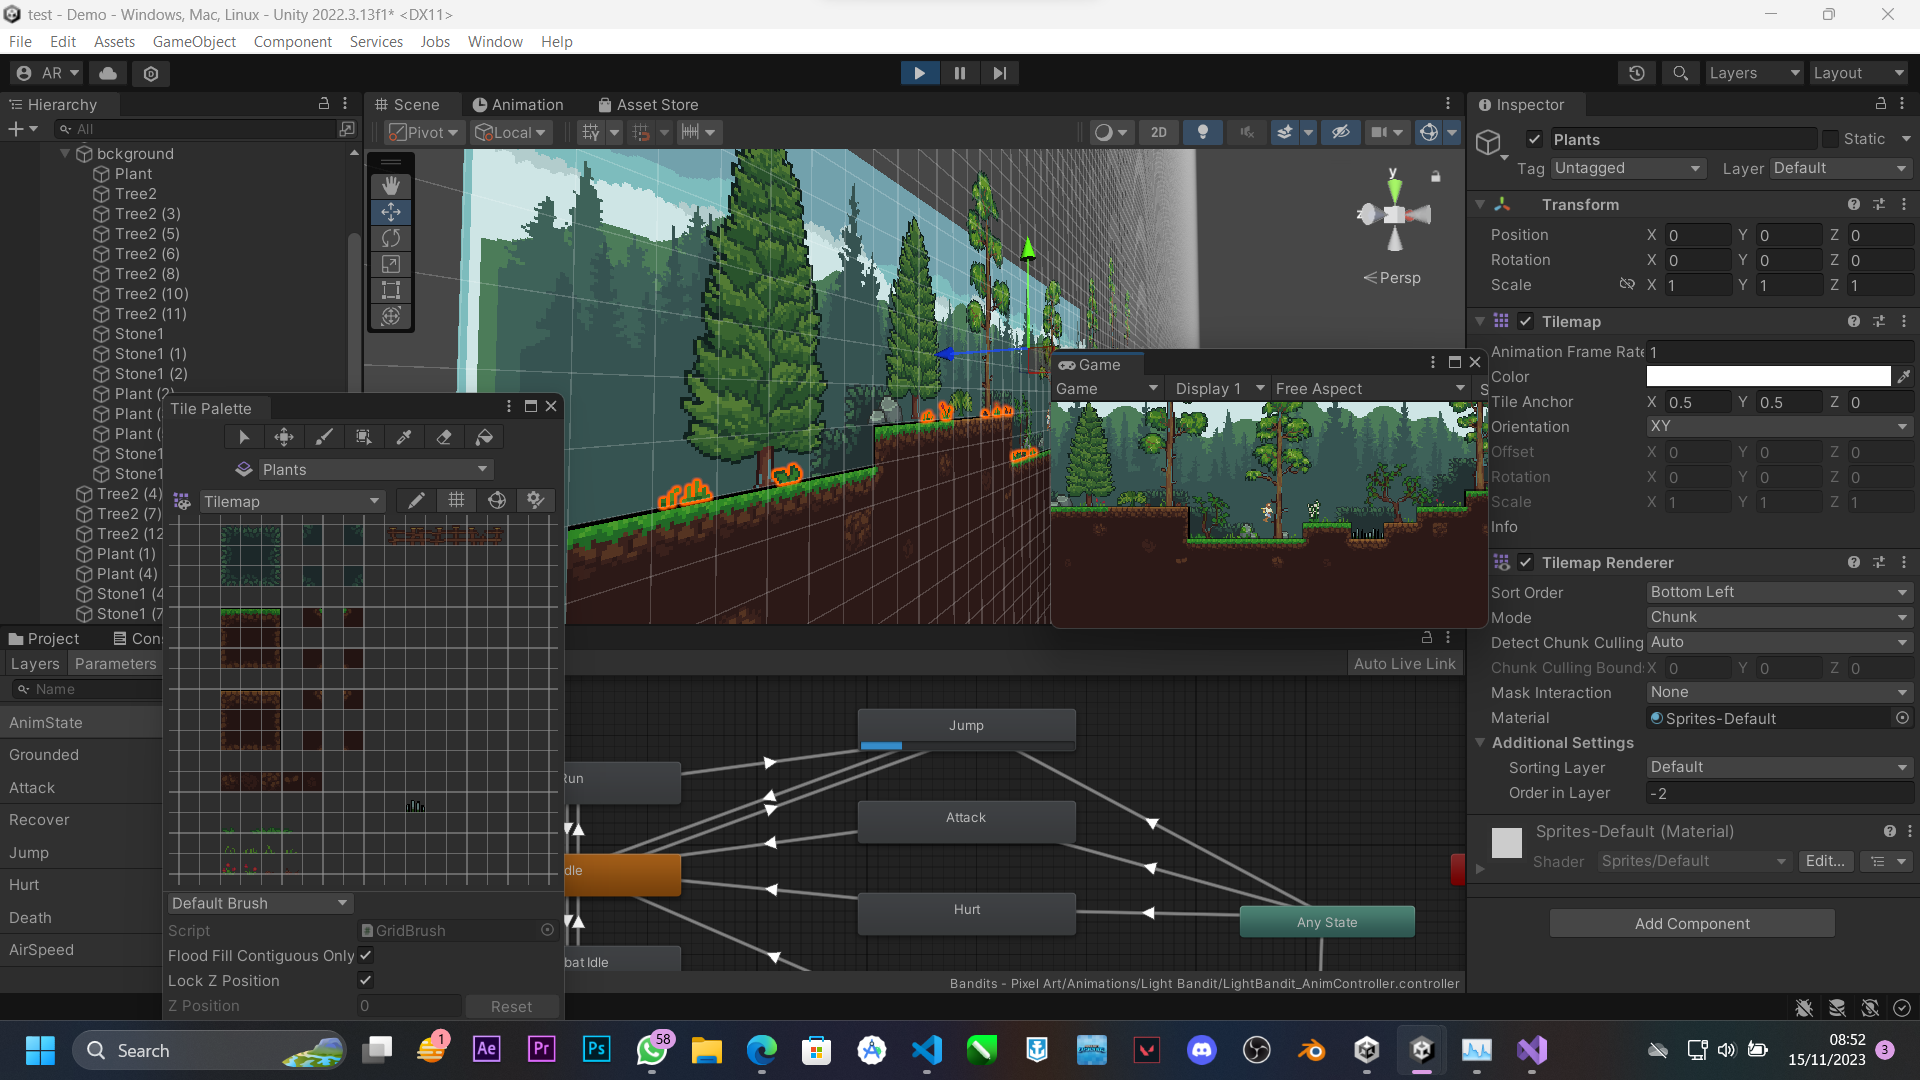 test - Demo - Windows, Mac, Linux - Unity 2022.3.13f1* <DX11>
File Edit Assets GameObject Component Services Jobs Window Help
AR
Layers
Layout
Hierarchy
All
bckground
Plant
Tree2
Tree2 (3)
Tree2 (5)
Tree2 (6)
Tree2 (8)
Tree2 (10)
Tree2 (11)
Stone1
Stone1 (1)
Stone1 (2)
Plant (2)
Plant (
Plant (
Stone1
Stone1
Tree2 (4)
Tree2 (7)
Tree2 (12
Plant (1)
Plant (4)
Stone1 (4
Stone1 (7
Scene
Animation
Asset Store
Pivot
Local
2D
y
z
Persp
Tile Palette
Plants
Tilemap
Default Brush
Script
GridBrush
Flood Fill Contiguous Only
Lock Z Position
Z Position
0
Reset
Game
Game
Display 1
Free Aspect
S
Project
Con
Layers
Parameters
Name
AnimState
Grounded
Attack
Recover
Jump
Hurt
Death
AirSpeed
Auto Live Link
Jump
Run
Attack
dle
Hurt
Any State
bat Idle
Bandits - Pixel Art/Animations/Light Bandit/LightBandit_AnimController.controller
Inspector
Plants
Static
Tag
Untagged
Layer
Default
Transform
Position X 0 Y 0 Z 0
Rotation X 0 Y 0 Z 0
Scale X 1 Y 1 Z 1
Tilemap
Animation Frame Rate 1
Color
Tile Anchor X 0.5 Y 0.5 Z 0
Orientation XY
Offset X 0 Y 0 Z 0
Rotation X 0 Y 0 Z 0
Scale X 1 Y 1 Z 1
Info
Tilemap Renderer
Sort Order Bottom Left
Mode Chunk
Detect Chunk Culling Auto
Chunk Culling Bounds X 0 Y 0 Z 0
Mask Interaction None
Material Sprites-Default
Additional Settings
Sorting Layer Default
Order in Layer -2
Sprites-Default (Material)
Shader Sprites/Default Edit...
Add Component
Search
1
Ae
Pr
Ps
58
08:52
15/11/2023
3